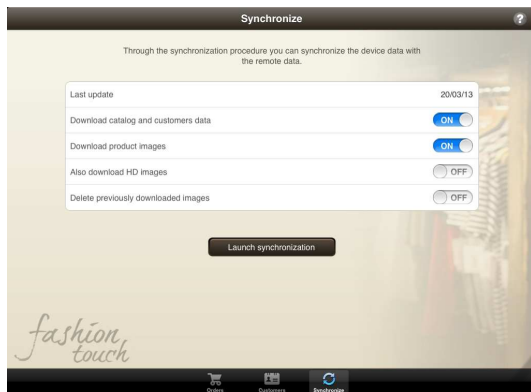 Synchronize
?
Through the synchronization procedure you can synchronize the device data with
the remote data.
Last update 20/03/13
Download catalog and customers data ON
Download product images ON
Also download HD images OFF
Delete previously downloaded images OFF
Launch synchronization
fashion
touch
Orders Customers Synchronize